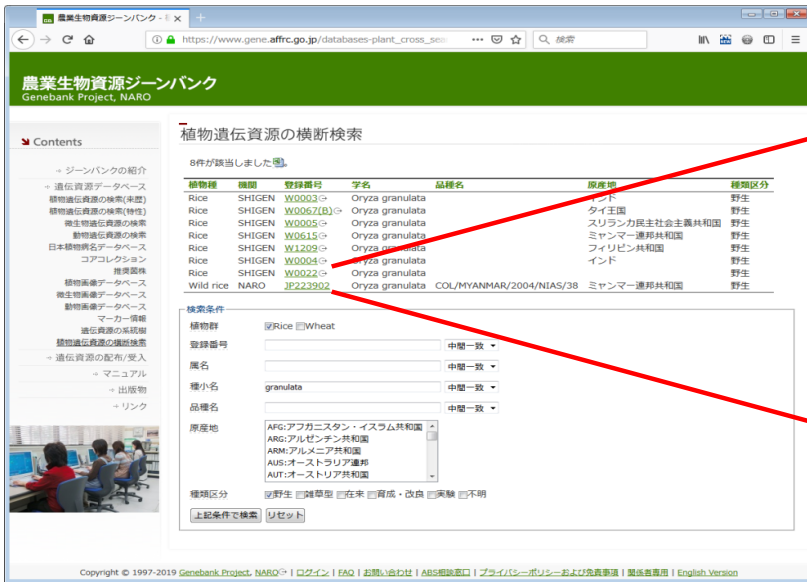 農業生物資源ジーンバンク - F
https://www.gene.affrc.go.jp/databases-plant_cross_sea
検索
農業生物資源ジーンバンク
Genebank Project, NARO
Contents
ジーンバンクの紹介
遺伝資源データベース
植物遺伝資源の検索(来歴)
植物遺伝資源の検索(特性)
微生物遺伝資源の検索
動物遺伝資源の検索
日本植物病名データベース
コアコレクション
推奨菌株
植物画像データベース
微生物画像データベース
動物画像データベース
マーカー情報
遺伝資源の系統樹
植物遺伝資源の横断検索
遺伝資源の配布/受入
マニュアル
出版物
リンク
植物遺伝資源の横断検索
8件が該当しました
植物種 機関 登録番号 学名 品種名 原産地 種類区分
Rice SHIGEN W0003 Oryza granulata インド 野生
Rice SHIGEN W0067(B) Oryza granulata タイ王国 野生
Rice SHIGEN W0005 Oryza granulata スリランカ民主社会主義共和国 野生
Rice SHIGEN W0615 Oryza granulata ミャンマー連邦共和国 野生
Rice SHIGEN W1209 Oryza granulata フィリピン共和国 野生
Rice SHIGEN W0004 Oryza granulata インド 野生
Rice SHIGEN W0022 Oryza granulata 野生
Wild rice NARO JP223902 Oryza granulata COL/MYANMAR/2004/NIAS/38 ミャンマー連邦共和国 野生
検索条件
植物群 Rice Wheat
登録番号 中間一致
属名 中間一致
種小名 granulata 中間一致
品種名 中間一致
原産地 AFG:アフガニスタン・イスラム共和国
ARG:アルゼンチン共和国
ARM:アルメニア共和国
AUS:オーストラリア連邦
AUT:オーストリア共和国
種類区分 野生 雑草型 在来 育成・改良 実験 不明
上記条件で検索 リセット
Copyright © 1997-2019 Genebank Project, NARO | ログイン | FAQ | お問い合わせ | ABS相談窓口 | プライバシーポリシーおよび免責事項 | 関係者専用 | English Version